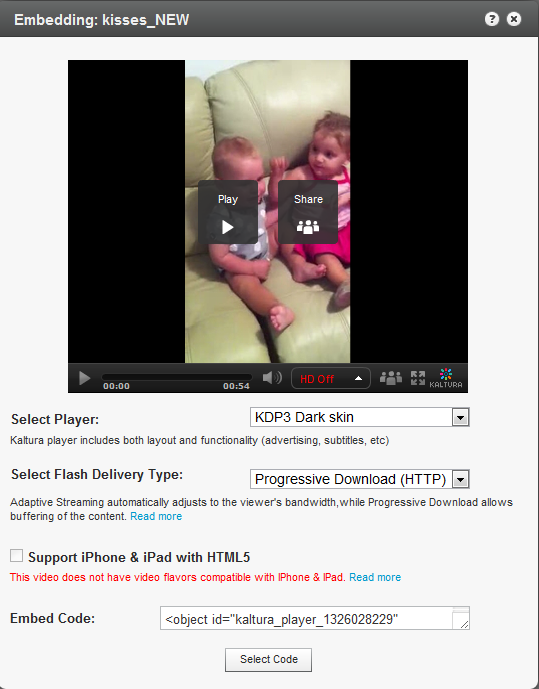 Embedding: kisses_NEW
Play
Share
00:00
00:54
HD Off
KALTURA
Select Player:
KDP3 Dark skin
Kaltura player includes both layout and functionality (advertising, subtitles, etc)
Select Flash Delivery Type:
Progressive Download (HTTP)
Adaptive Streaming automatically adjusts to the viewer's bandwidth,while Progressive Download allows
buffering of the content. Read more
Support iPhone & iPad with HTML5
This video does not have video flavors compatible with IPhone & IPad. Read more
Embed Code:
<object id="kaltura_player_1326028229"
Select Code